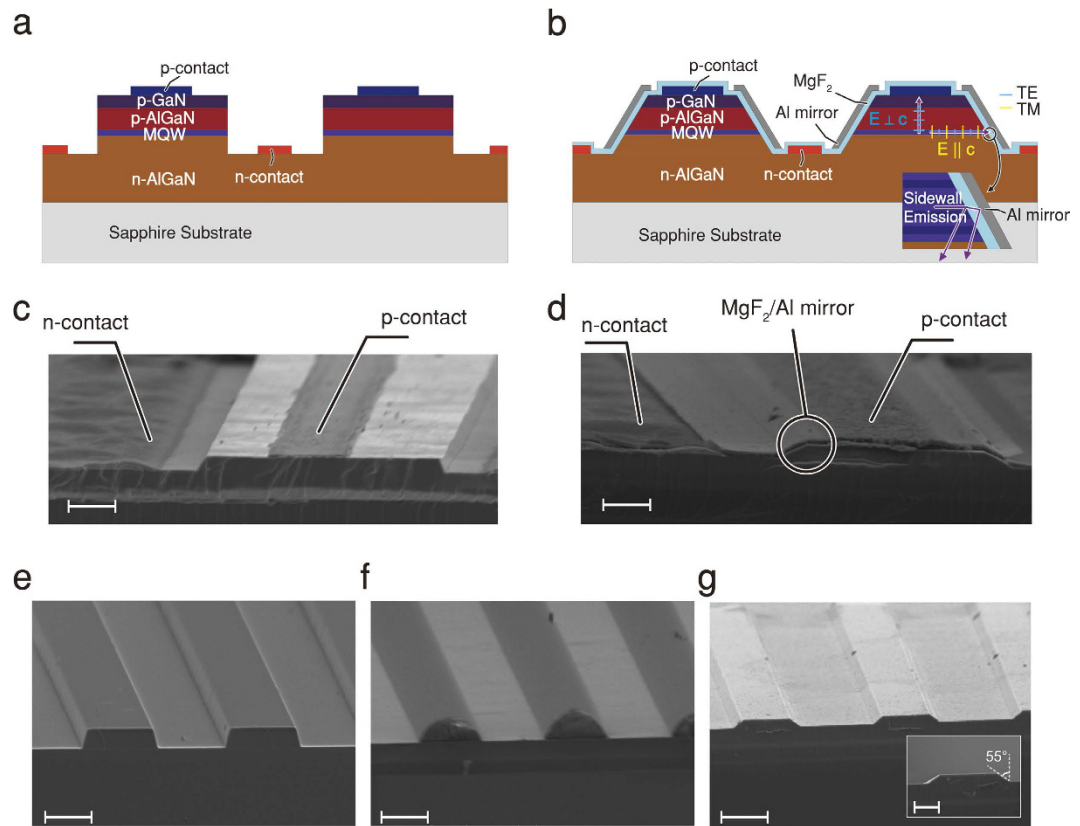 a
p-contact
p-GaN
p-AlGaN
MQW
n-AlGaN
n-contact
Sapphire Substrate
b
p-contact
MgF₂
Al mirror
p-GaN
p-AlGaN
MQW
E ⊥ c
E || c
TE
TM
n-AlGaN
n-contact
Sidewall
Emission
Al mirror
Sapphire Substrate
c
n-contact
p-contact
d
MgF₂/Al mirror
n-contact
p-contact
e
f
g
55°